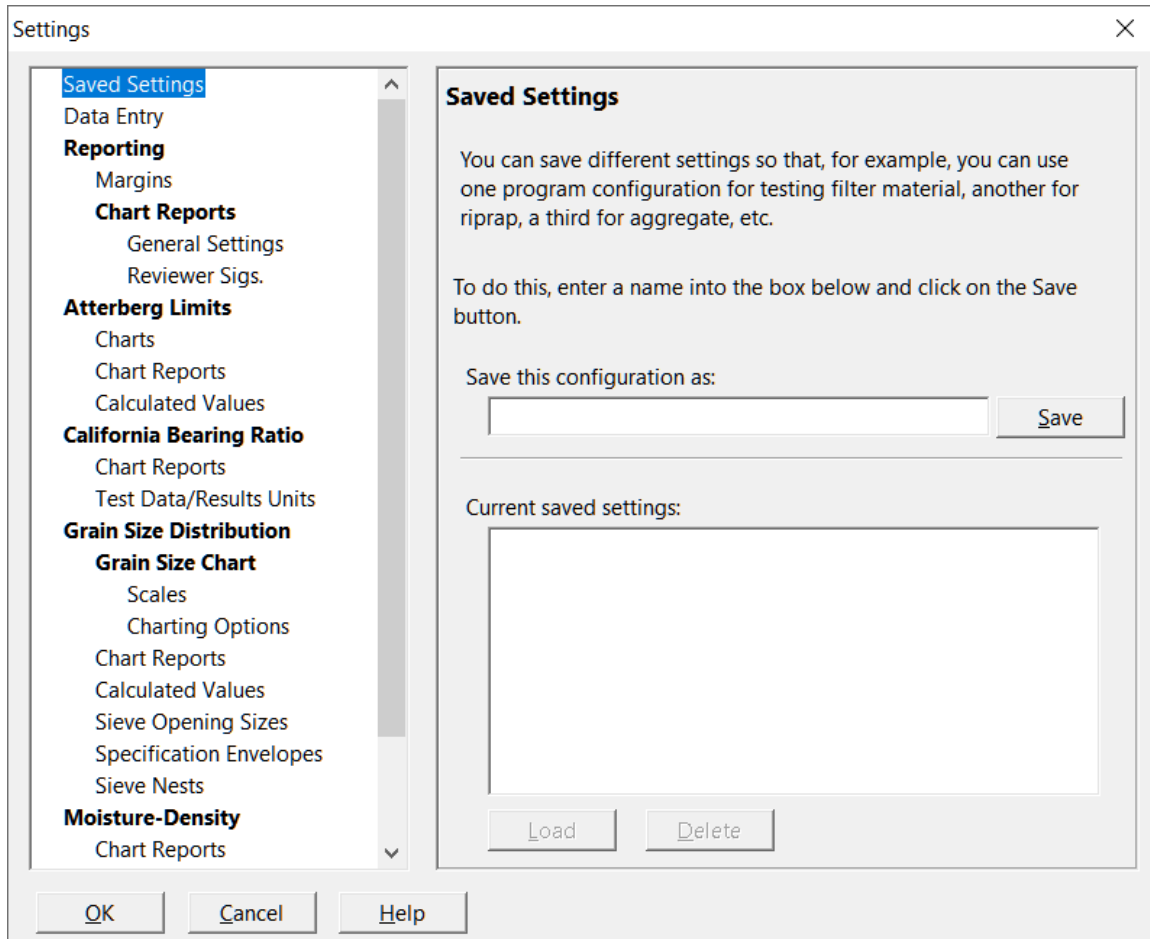 Settings
Saved Settings
Data Entry
Reporting
Margins
Chart Reports
General Settings
Reviewer Sigs.
Atterberg Limits
Charts
Chart Reports
Calculated Values
California Bearing Ratio
Chart Reports
Test Data/Results Units
Grain Size Distribution
Grain Size Chart
Scales
Charting Options
Chart Reports
Calculated Values
Sieve Opening Sizes
Specification Envelopes
Sieve Nests
Moisture-Density
Chart Reports
Saved Settings
You can save different settings so that, for example, you can use
one program configuration for testing filter material, another for
riprap, a third for aggregate, etc.
To do this, enter a name into the box below and click on the Save
button.
Save this configuration as:
Save
Current saved settings:
Load
Delete
OK
Cancel
Help